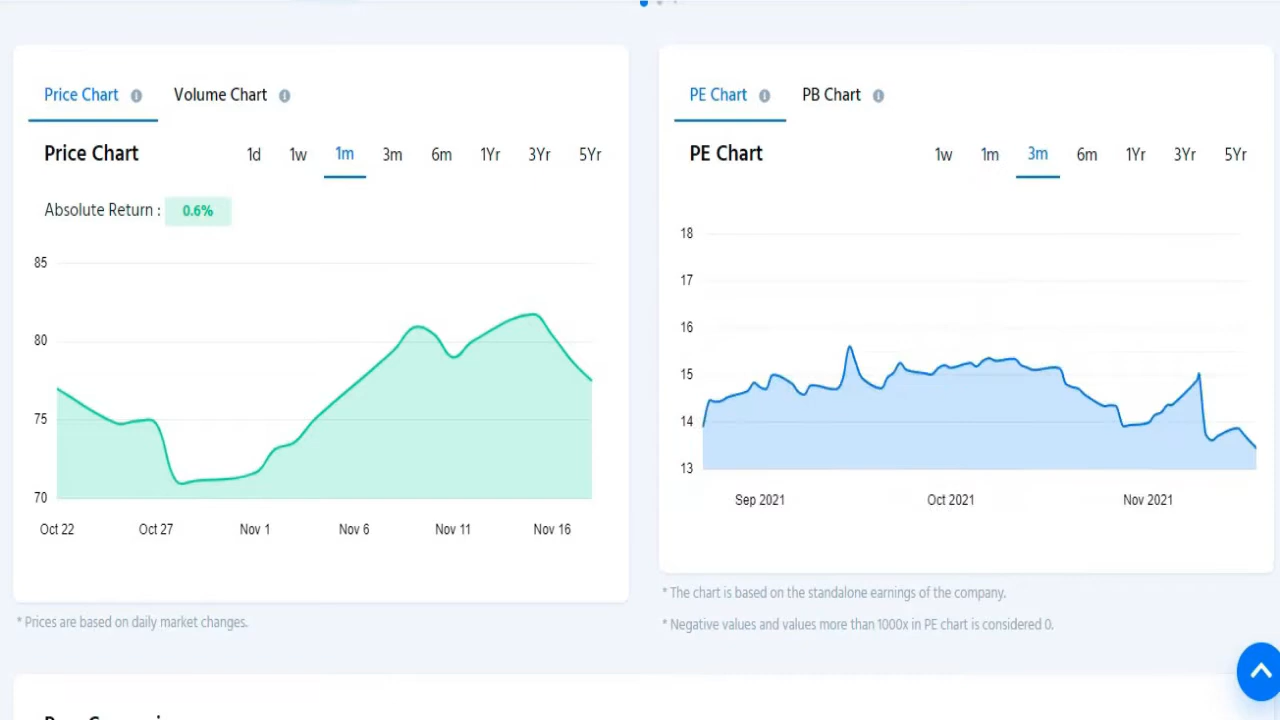 Price Chart Volume Chart
Price Chart 1d 1w 1m 3m 6m 1Yr 3Yr 5Yr
Absolute Return : 0.6%
85
80
75
70
Oct 22 Oct 27 Nov 1 Nov 6 Nov 11 Nov 16
* Prices are based on daily market changes.
PE Chart PB Chart
PE Chart 1w 1m 3m 6m 1Yr 3Yr 5Yr
18
17
16
15
14
13
Sep 2021 Oct 2021 Nov 2021
* The chart is based on the standalone earnings of the company.
* Negative values and values more than 1000x in PE chart is considered 0.